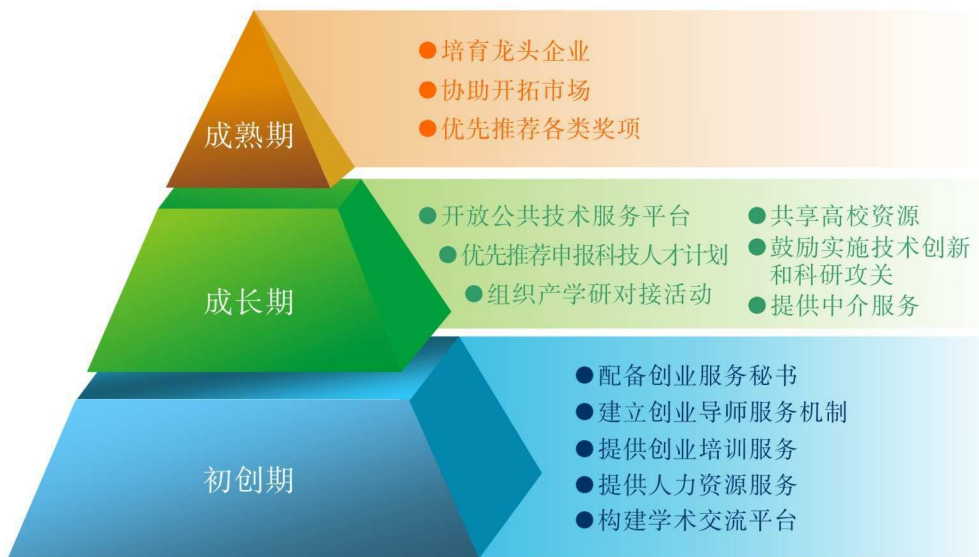 成熟期
●培育龙头企业
●协助开拓市场
●优先推荐各类奖项
成长期
●开放公共技术服务平台
●优先推荐申报科技人才计划
●组织产学研对接活动
●共享高校资源
●鼓励实施技术创新
和科研攻关
●提供中介服务
初创期
●配备创业服务秘书
●建立创业导师服务机制
●提供创业培训服务
●提供人力资源服务
●构建学术交流平台